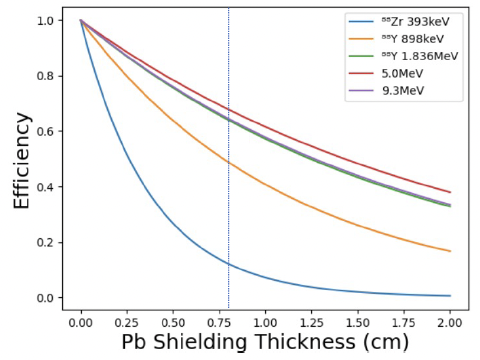 ⁸⁸Zr 393keV
⁸⁸Y 898keV
⁸⁸Y 1.836MeV
5.0MeV
9.3MeV
1.0
0.8
0.6
0.4
0.2
0.0
Efficiency
0.00 0.25 0.50 0.75 1.00 1.25 1.50 1.75 2.00
Pb Shielding Thickness (cm)